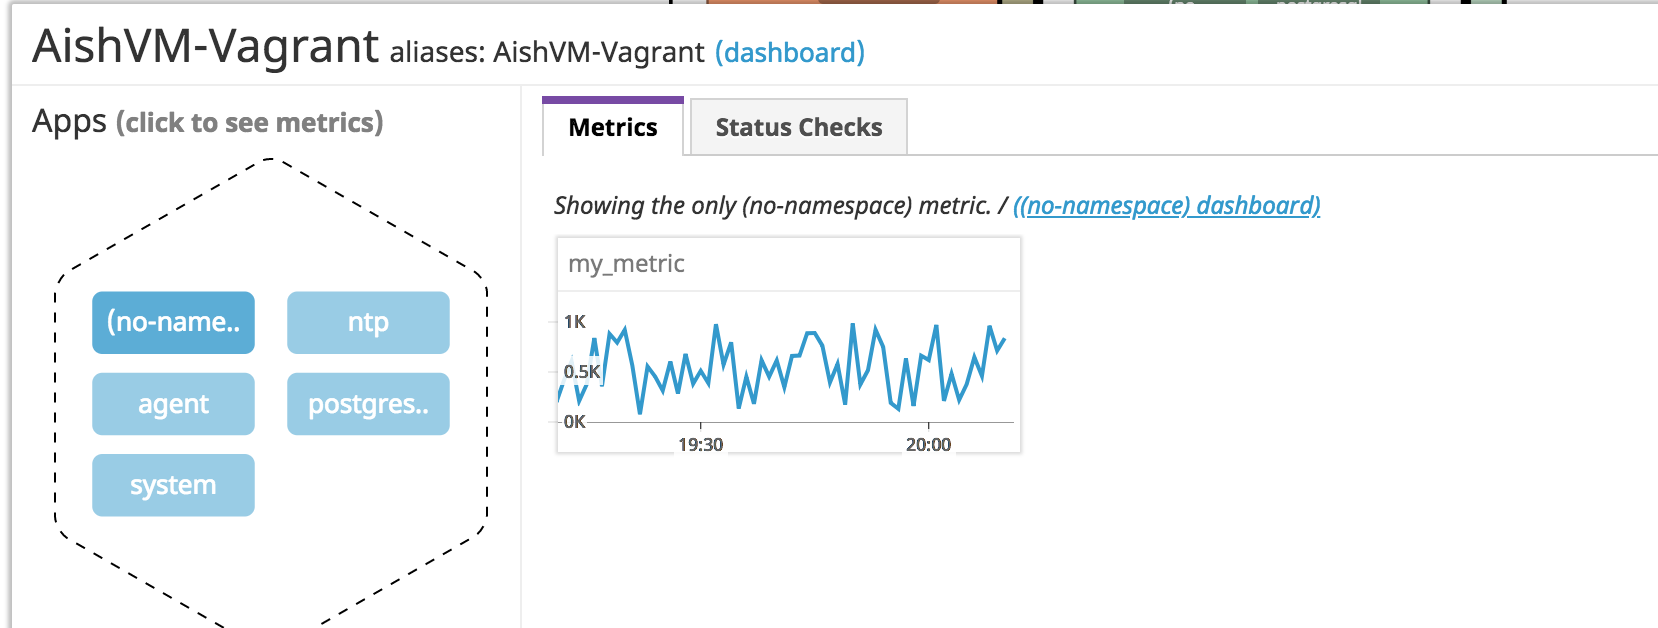 (no-
postgresql
AishVM-Vagrant aliases: AishVM-Vagrant (dashboard)
Apps (click to see metrics)
(no-name..
ntp
agent
postgres..
system
Metrics
Status Checks
Showing the only (no-namespace) metric. / ((no-namespace) dashboard)
my_metric
1K
0.5K
0K
19:30
20:00